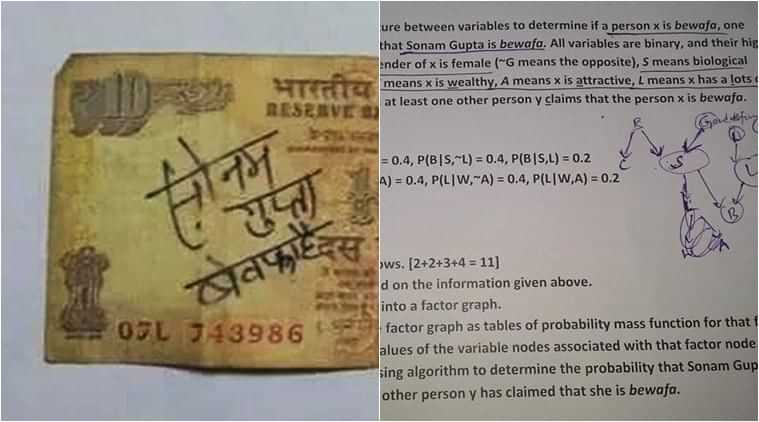 10
भारतीय
RESERVE BA
सोनम
गुप्ता
बेवफा है
दस
07L 743986
ure between variables to determine if a person x is bewafa, one
that Sonam Gupta is bewafa. All variables are binary, and their hig
ender of x is female (~G means the opposite), S means biological
means x is wealthy, A means x is attractive, L means x has a lots
at least one other person y claims that the person x is bewafa.
= 0.4, P(B|S,~L) = 0.4, P(B|S,L) = 0.2
A) = 0.4, P(L|W,~A) = 0.4, P(L|W,A) = 0.2
C
S
L
B
A
ows. [2+2+3+4 = 11]
d on the information given above.
into a factor graph.
factor graph as tables of probability mass function for that f
alues of the variable nodes associated with that factor node
sing algorithm to determine the probability that Sonam Gup
other person y has claimed that she is bewafa.